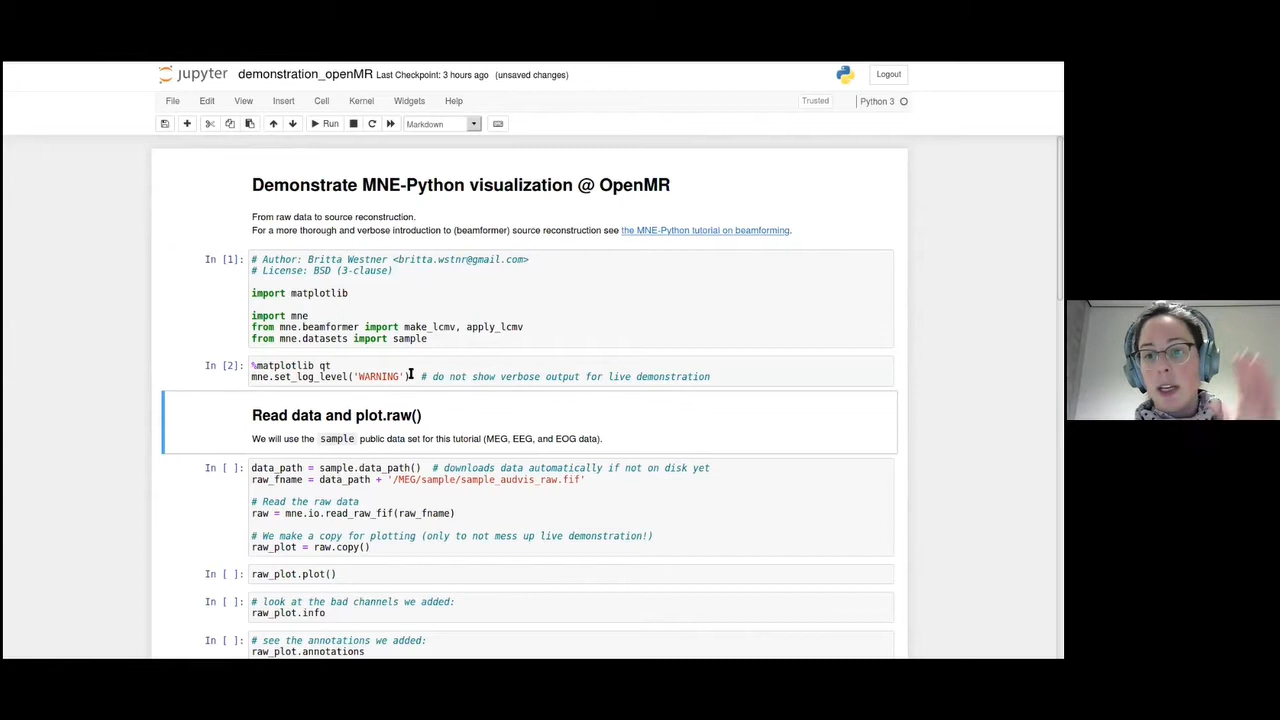 jupyter demonstration_openMR Last Checkpoint: 3 hours ago (unsaved changes) Logout
File Edit View Insert Cell Kernel Widgets Help Trusted Python 3
Run Markdown
Demonstrate MNE-Python visualization @ OpenMR
From raw data to source reconstruction.
For a more thorough and verbose introduction to (beamformer) source reconstruction see the MNE-Python tutorial on beamforming.
In [1]: # Author: Britta Westner <britta.wstnr@gmail.com>
# License: BSD (3-clause)
import matplotlib
import mne
from mne.beamformer import make_lcmv, apply_lcmv
from mne.datasets import sample
In [2]: %matplotlib qt
mne.set_log_level('WARNING') # do not show verbose output for live demonstration
Read data and plot.raw()
We will use the sample public data set for this tutorial (MEG, EEG, and EOG data).
In [ ]: data_path = sample.data_path() # downloads data automatically if not on disk yet
raw_fname = data_path + '/MEG/sample/sample_audvis_raw.fif'
# Read the raw data
raw = mne.io.read_raw_fif(raw_fname)
# We make a copy for plotting (only to not mess up live demonstration!)
raw_plot = raw.copy()
In [ ]: raw_plot.plot()
In [ ]: # look at the bad channels we added:
raw_plot.info
In [ ]: # see the annotations we added:
raw_plot.annotations